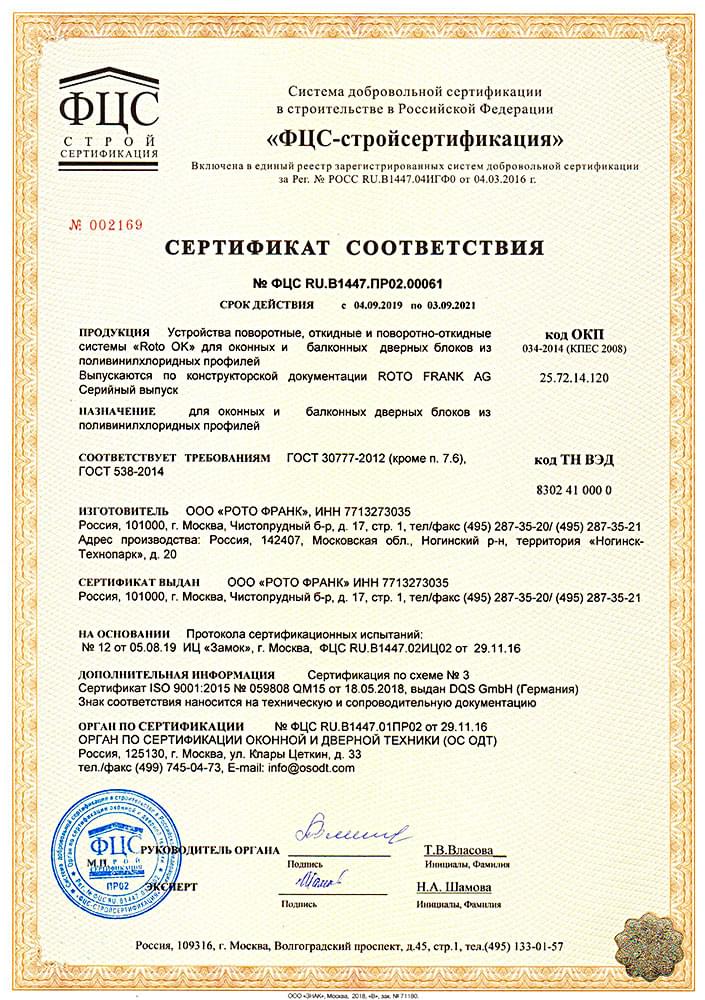 ФЦС
СТРОЙ
СЕРТИФИКАЦИЯ
Система добровольной сертификации
в строительстве в Российской Федерации
«ФЦС-стройсертификация»
Включена в единый реестр зарегистрированных систем добровольной сертификации
за Рег. № РОСС RU.В1447.04ИГФ0 от 04.03.2016 г.
№ 002169
СЕРТИФИКАТ СООТВЕТСТВИЯ
№ ФЦС RU.В1447.ПР02.00061
СРОК ДЕЙСТВИЯ с 04.09.2019 по 03.09.2021
ПРОДУКЦИЯ Устройства поворотные, откидные и поворотно-откидные
системы «Roto OK» для оконных и балконных дверных блоков из
поливинилхлоридных профилей
Выпускаются по конструкторской документации ROTO FRANK AG
Серийный выпуск
код ОКП
034-2014 (КПЕС 2008)
25.72.14.120
НАЗНАЧЕНИЕ для оконных и балконных дверных блоков из
поливинилхлоридных профилей
СООТВЕТСТВУЕТ ТРЕБОВАНИЯМ ГОСТ 30777-2012 (кроме п. 7.6),
ГОСТ 538-2014
код ТН ВЭД
8302 41 000 0
ИЗГОТОВИТЕЛЬ ООО «РОТО ФРАНК», ИНН 7713273035
Россия, 101000, г. Москва, Чистопрудный б-р, д. 17, стр. 1, тел/факс (495) 287-35-20/ (495) 287-35-21
Адрес производства: Россия, 142407, Московская обл., Ногинский р-н, территория «Ногинск-
Технопарк», д. 20
СЕРТИФИКАТ ВЫДАН ООО «РОТО ФРАНК» ИНН 7713273035
Россия, 101000, г. Москва, Чистопрудный б-р, д. 17, стр. 1, тел/факс (495) 287-35-20/ (495) 287-35-21
НА ОСНОВАНИИ Протокола сертификационных испытаний:
№ 12 от 05.08.19 ИЦ «Замок», г. Москва, ФЦС RU.В1447.02ИЦ02 от 29.11.16
ДОПОЛНИТЕЛЬНАЯ ИНФОРМАЦИЯ Сертификация по схеме № 3
Сертификат ISO 9001:2015 № 059808 QM15 от 18.05.2018, выдан DQS GmbH (Германия)
Знак соответствия наносится на техническую и сопроводительную документацию
ОРГАН ПО СЕРТИФИКАЦИИ № ФЦС RU.В1447.01ПР02 от 29.11.16
ОРГАН ПО СЕРТИФИКАЦИИ ОКОННОЙ И ДВЕРНОЙ ТЕХНИКИ (ОС ОДТ)
Россия, 125130, г. Москва, ул. Клары Цеткин, д. 33
тел./факс (499) 745-04-73, E-mail: info@osodt.com
ФЦС
СТРОЙ
СЕРТИФИКАЦИЯ
ПР02
М.П.
РУКОВОДИТЕЛЬ ОРГАНА
Т.В.Власова
Подпись
Инициалы, Фамилия
ЭКСПЕРТ
Н.А. Шамова
Подпись
Инициалы, Фамилия
Россия, 109316, г. Москва, Волгоградский проспект, д.45, стр.1, тел.(495) 133-01-57
ООО «ЗНАК», Москва, 2018, «В», зак. № 71180.